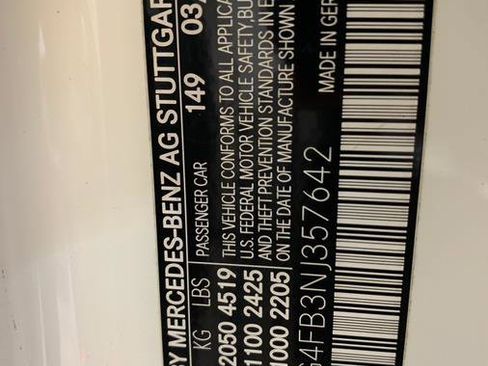 BY MERCEDES-BENZ AG STUTTGAR
KG LBS 149 03
2050 4519 PASSENGER CAR
1100 2425 THIS VEHICLE CONFORMS TO ALL APPLICA
1000 2205 U.S. FEDERAL MOTOR VEHICLE SAFETY, BU
AND THEFT PREVENTION STANDARDS IN E
ON THE DATE OF MANUFACTURE SHOWN
G4FB3NJ357642 MADE IN GER